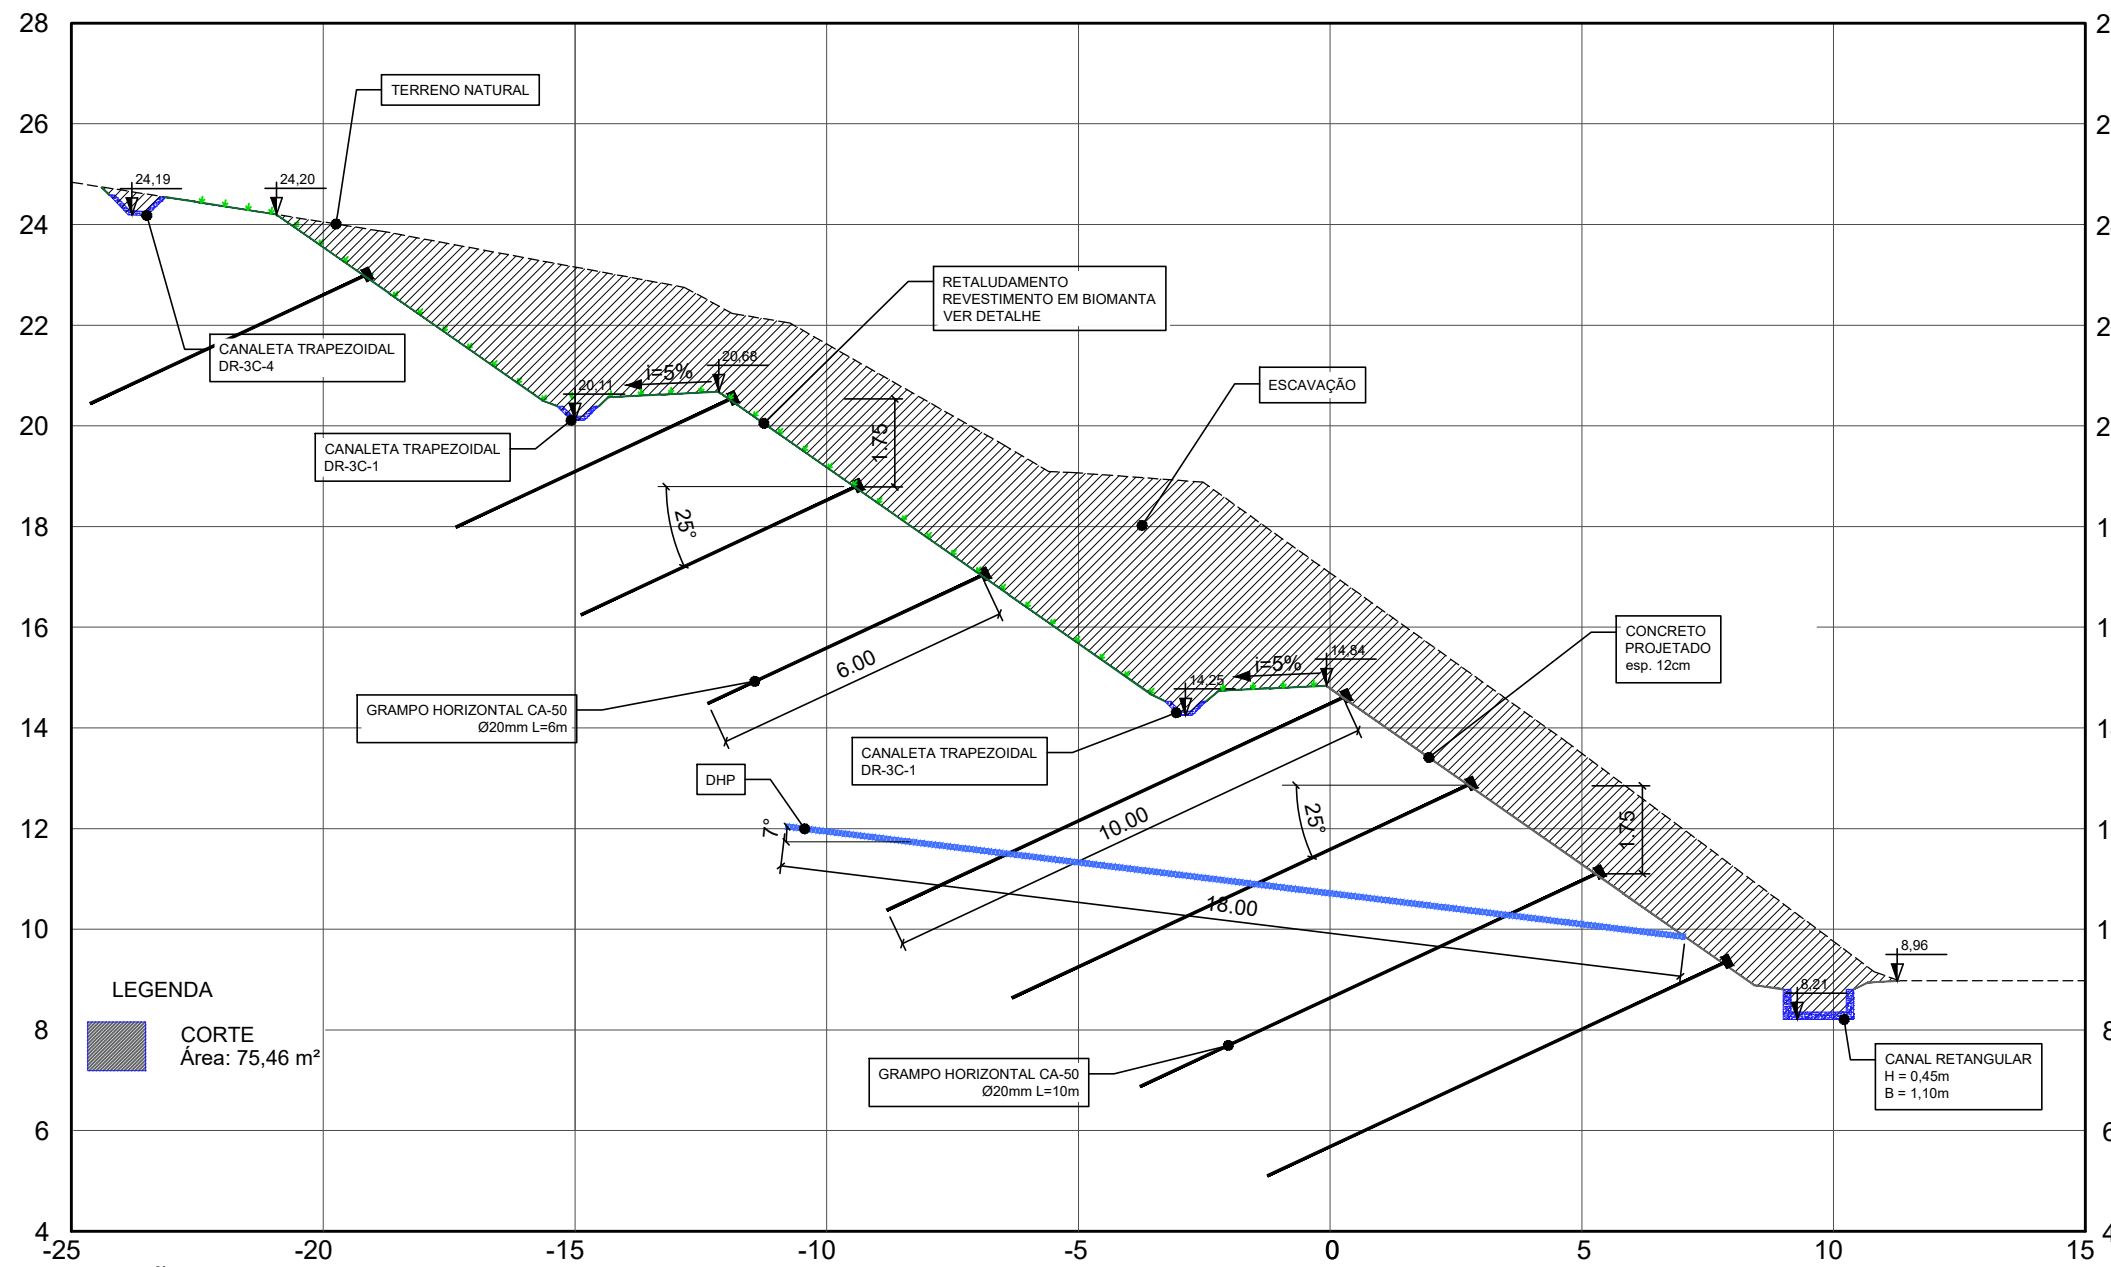 28
26
24
22
20
18
16
14
12
10
8
6
4
TERRENO NATURAL
24,19
24,20
CANALETA TRAPEZOIDAL
DR-3C-4
RETALUDAMENTO
REVESTIMENTO EM BIOMANTA
VER DETALHE
20,68
i=5%
20,11
ESCAVAÇÃO
CANALETA TRAPEZOIDAL
DR-3C-1
1.75
25°
6.00
CONCRETO
PROJETADO
esp. 12cm
14,84
i=5%
14,25
GRAMPO HORIZONTAL CA-50
Ø20mm L=6m
CANALETA TRAPEZOIDAL
DR-3C-1
DHP
7°
10.00
25°
1.75
18.00
8,96
8,21
LEGENDA
CORTE
Área: 75,46 m²
GRAMPO HORIZONTAL CA-50
Ø20mm L=10m
CANAL RETANGULAR
H = 0,45m
B = 1,10m
-25
-20
-15
-10
-5
0
5
10
15